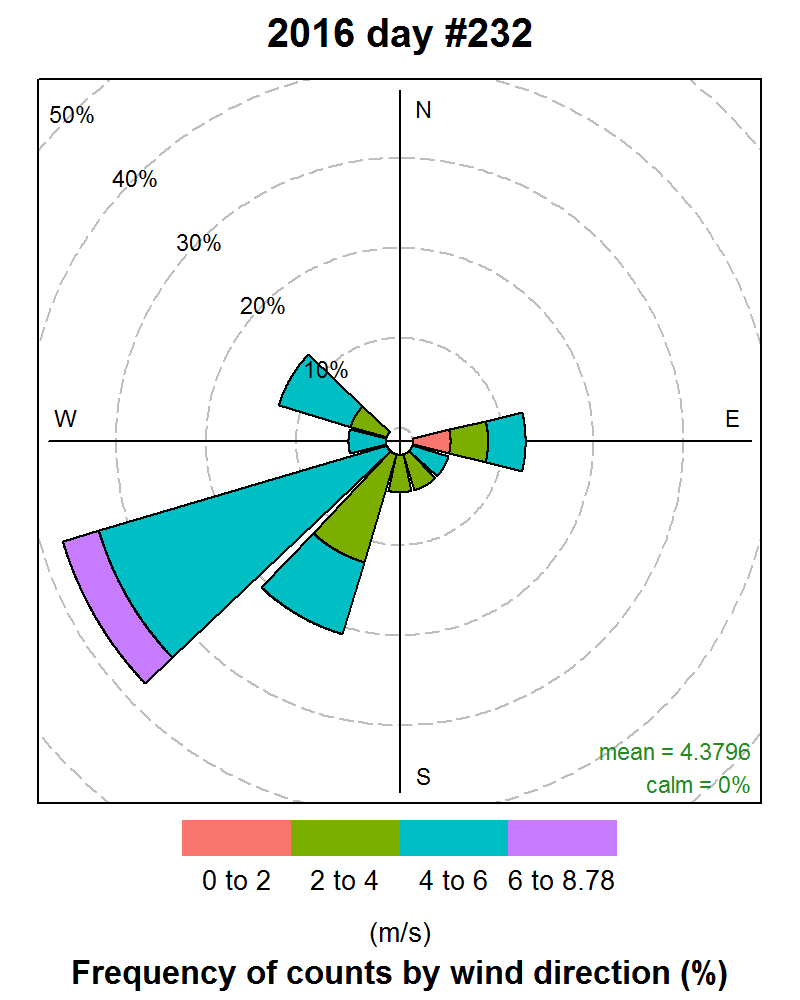 2016 day #232
50%
N
40%
30%
20%
10%
W
E
mean = 4.3796
S
calm = 0%
0 to 2
2 to 4
4 to 6
6 to 8.78
(m/s)
Frequency of counts by wind direction (%)